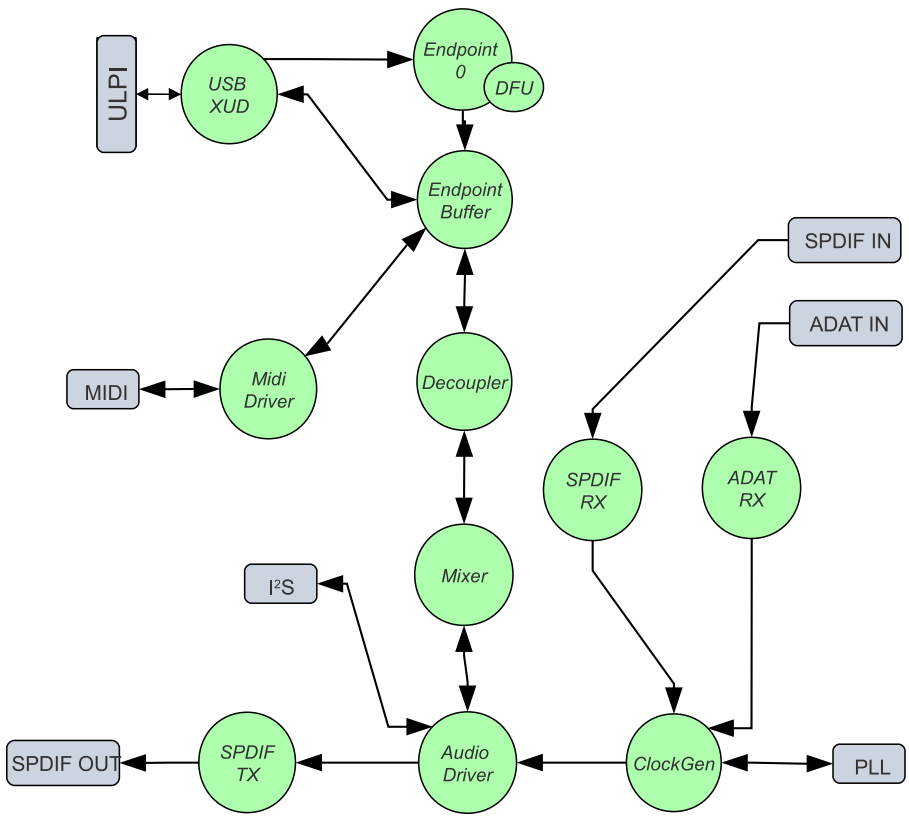 Endpoint
0
DFU
ULPI
USB
XUD
Endpoint
Buffer
SPDIF IN
ADAT IN
Midi
Driver
MIDI
Decoupler
SPDIF
RX
ADAT
RX
Mixer
I²S
SPDIF
TX
SPDIF OUT
Audio
Driver
ClockGen
PLL